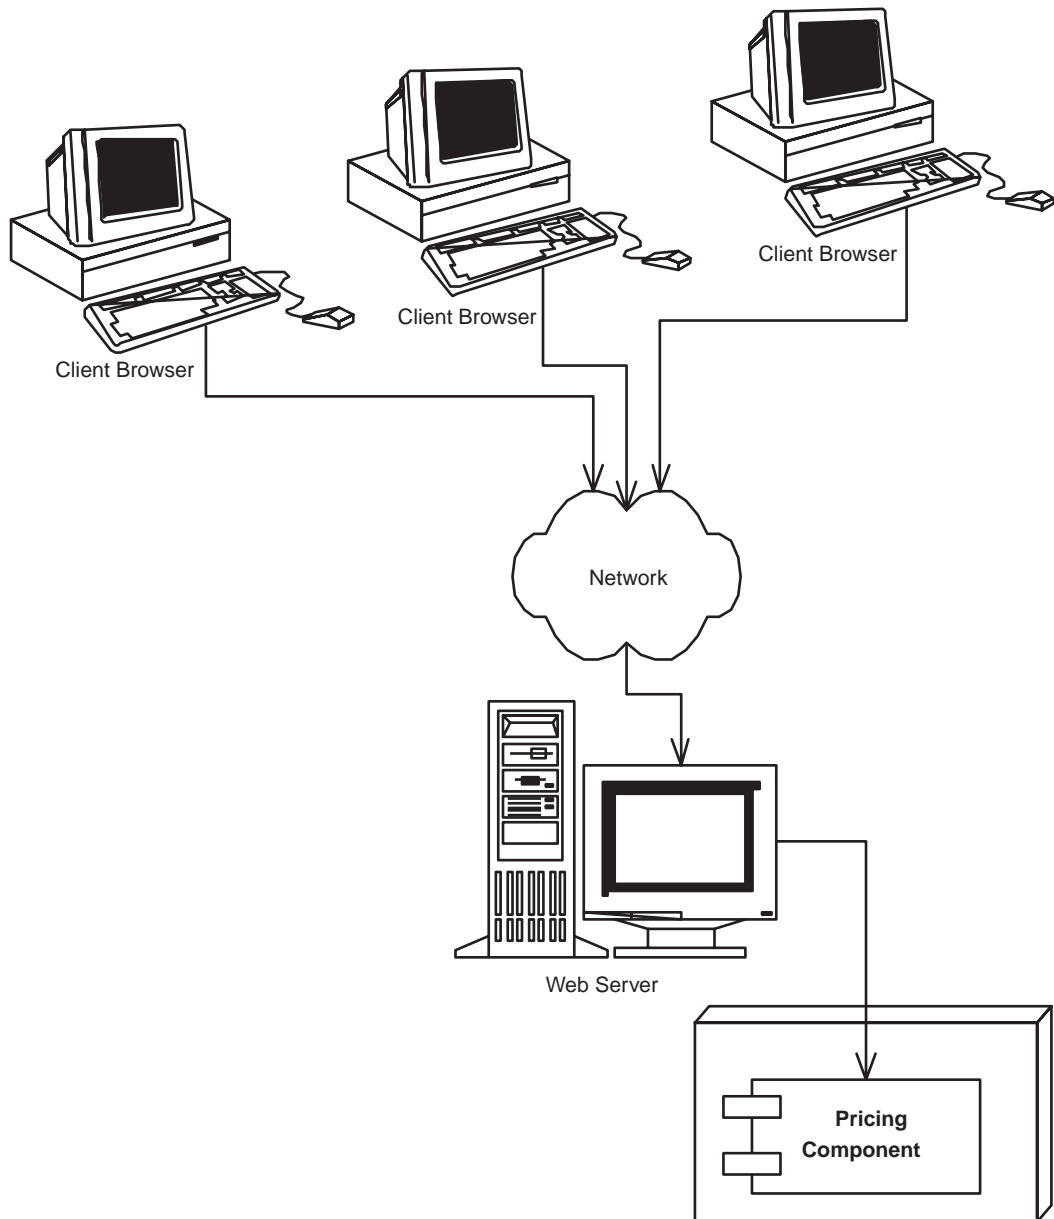 Client Browser
Client Browser
Client Browser
Network
Web Server
Pricing
Component